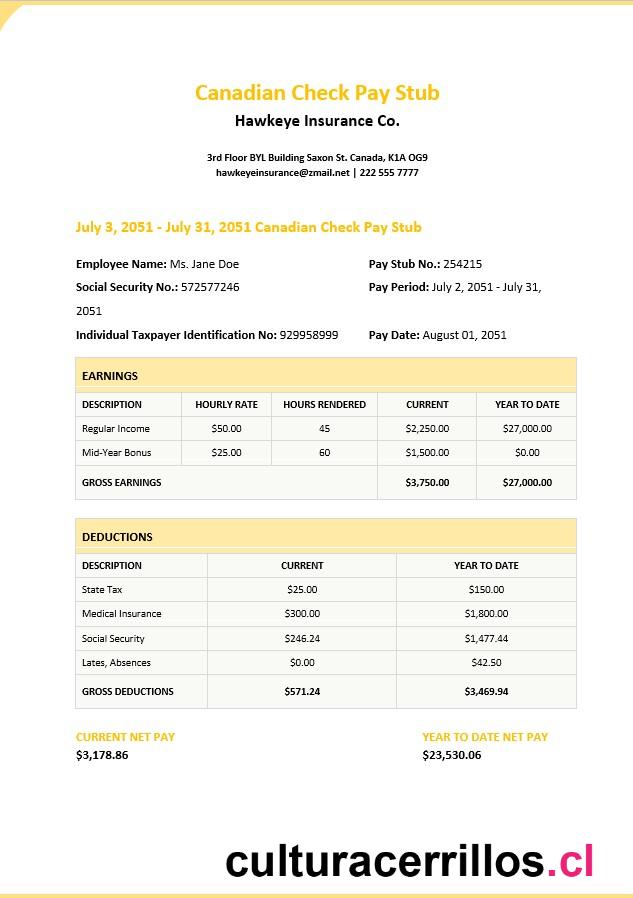 Canadian Check Pay Stub
Hawkeye Insurance Co.
3rd Floor BYL Building Saxon St. Canada, K1A OG9
hawkeyeinsurance@zmail.net | 222 555 7777
July 3, 2051 - July 31, 2051 Canadian Check Pay Stub
Employee Name: Ms. Jane Doe Pay Stub No.: 254215
Social Security No.: 572577246 Pay Period: July 2, 2051 - July 31,
2051
Individual Taxpayer Identification No: 929958999 Pay Date: August 01, 2051
EARNINGS
DESCRIPTION HOURLY RATE HOURS RENDERED CURRENT YEAR TO DATE
Regular Income $50.00 45 $2,250.00 $27,000.00
Mid-Year Bonus $25.00 60 $1,500.00 $0.00
GROSS EARNINGS $3,750.00 $27,000.00
DEDUCTIONS
DESCRIPTION CURRENT YEAR TO DATE
State Tax $25.00 $150.00
Medical Insurance $300.00 $1,800.00
Social Security $246.24 $1,477.44
Lates, Absences $0.00 $42.50
GROSS DEDUCTIONS $571.24 $3,469.94
CURRENT NET PAY YEAR TO DATE NET PAY
$3,178.86 $23,530.06
culturacerrillos.cl